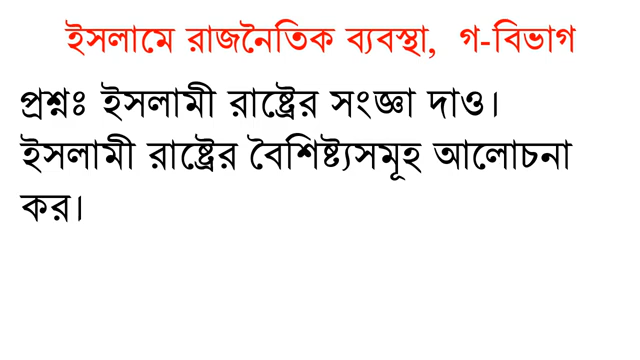 ইসলামে রাজনৈতিক ব্যবস্থা, গ-বিভাগ
প্রশ্নঃ ইসলামী রাষ্ট্রের সংজ্ঞা দাও।
ইসলামী রাষ্ট্রের বৈশিষ্ট্যসমূহ আলোচনা
কর।